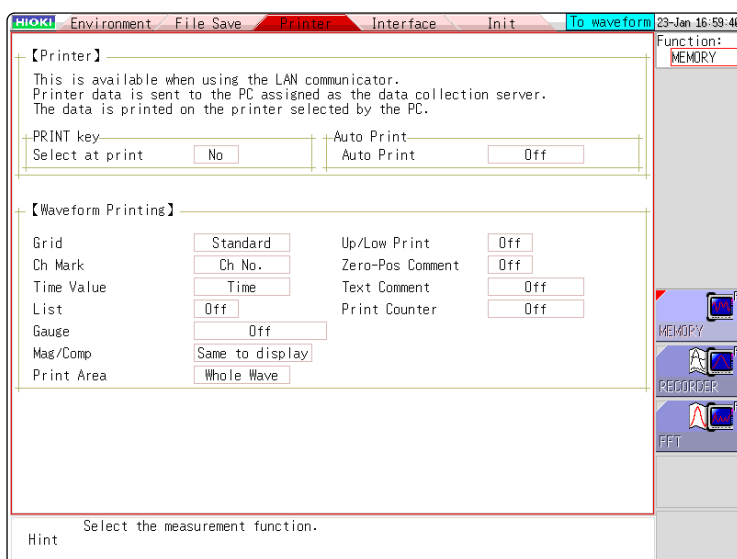 HIOKI Environment File Save Printer Interface Init To waveform 23-Jan 16:59:40
Function:
MEMORY
【Printer】
This is available when using the LAN communicator.
Printer data is sent to the PC assigned as the data collection server.
The data is printed on the printer selected by the PC.
PRINT key Auto Print
Select at print No Auto Print Off
【Waveform Printing】
Grid Standard Up/Low Print Off
Ch Mark Ch No. Zero-Pos Comment Off
Time Value Time Text Comment Off
List Off Print Counter Off
Gauge Off
Mag/Comp Same to display
Print Area Whole Wave
MEMORY
RECORDER
FFT
Select the measurement function.
Hint